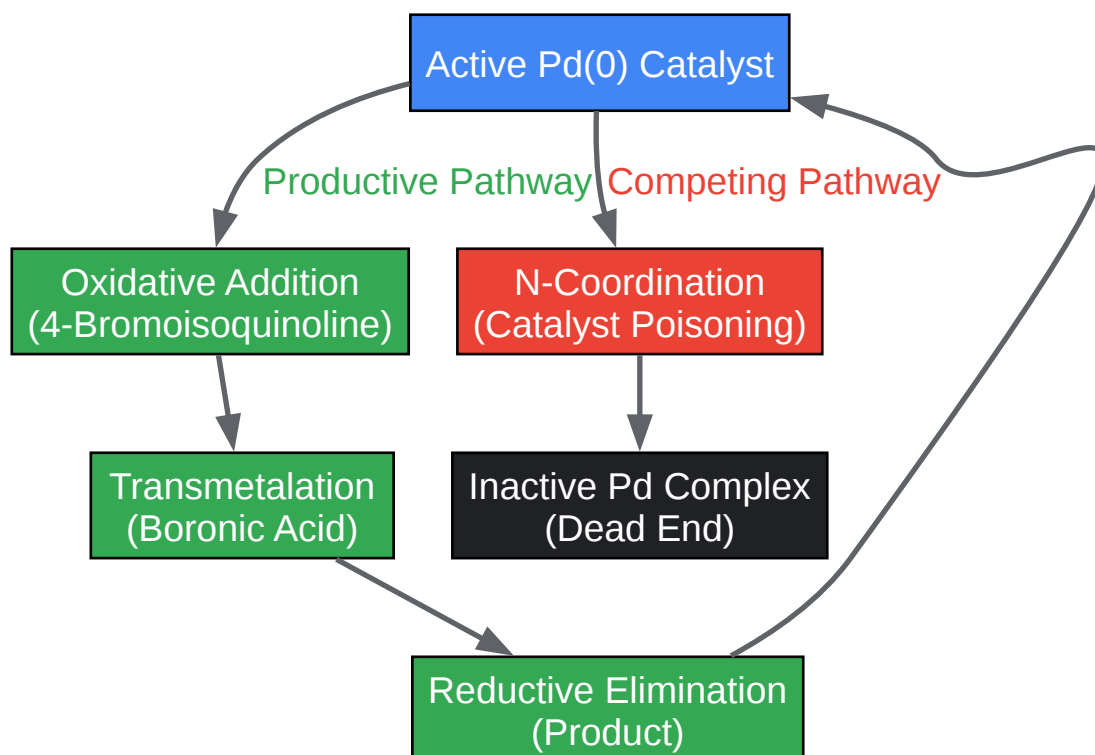 Active Pd(0) Catalyst
Productive Pathway
Competing Pathway
Oxidative Addition
(4-Bromoisoquinoline)
N-Coordination
(Catalyst Poisoning)
Transmetalation
(Boronic Acid)
Inactive Pd Complex
(Dead End)
Reductive Elimination
(Product)